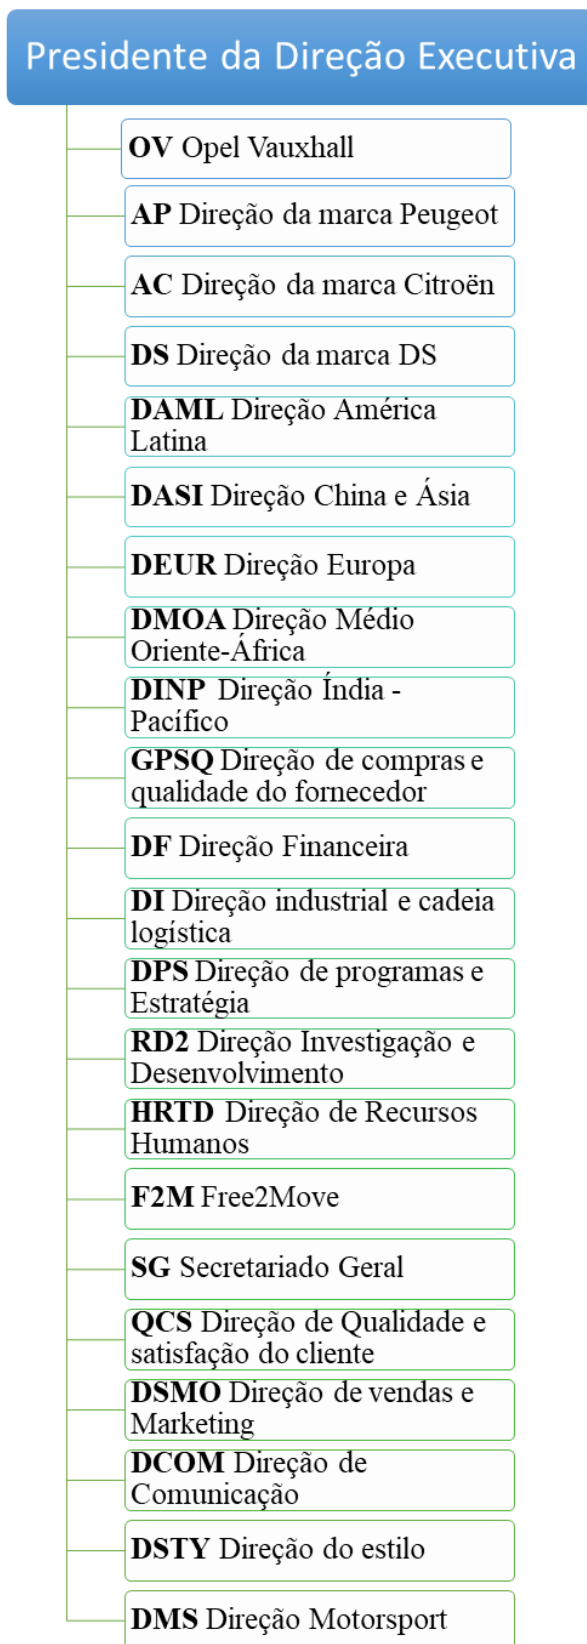 Presidente da Direção Executiva
OV Opel Vauxhall
AP Direção da marca Peugeot
AC Direção da marca Citroën
DS Direção da marca DS
DAML Direção América
Latina
DASI Direção China e Ásia
DEUR Direção Europa
DMOA Direção Médio
Oriente-África
DINP Direção Índia -
Pacífico
GPSQ Direção de compras e
qualidade do fornecedor
DF Direção Financeira
DI Direção industrial e cadeia
logística
DPS Direção de programas e
Estratégia
RD2 Direção Investigação e
Desenvolvimento
HRTD Direção de Recursos
Humanos
F2M Free2Move
SG Secretariado Geral
QCS Direção de Qualidade e
satisfação do cliente
DSMO Direção de vendas e
Marketing
DCOM Direção de
Comunicação
DSTY Direção do estilo
DMS Direção Motorsport